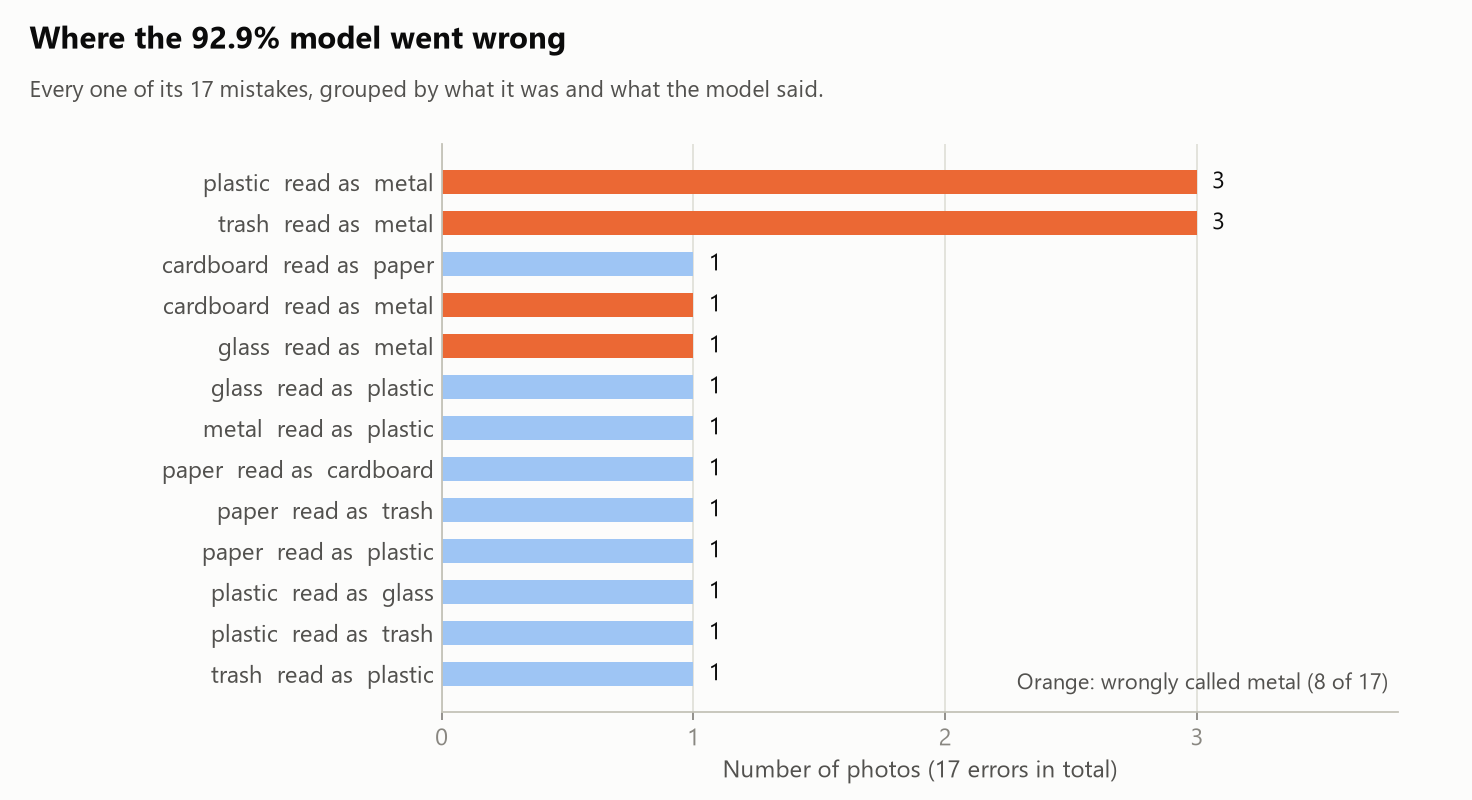 Where the 92.9% model went wrong
Every one of its 17 mistakes, grouped by what it was and what the model said.
plastic read as metal 3
trash read as metal 3
cardboard read as paper 1
cardboard read as metal 1
glass read as metal 1
glass read as plastic 1
metal read as plastic 1
paper read as cardboard 1
paper read as trash 1
paper read as plastic 1
plastic read as glass 1
plastic read as trash 1
trash read as plastic 1
Orange: wrongly called metal (8 of 17)
0 1 2 3
Number of photos (17 errors in total)